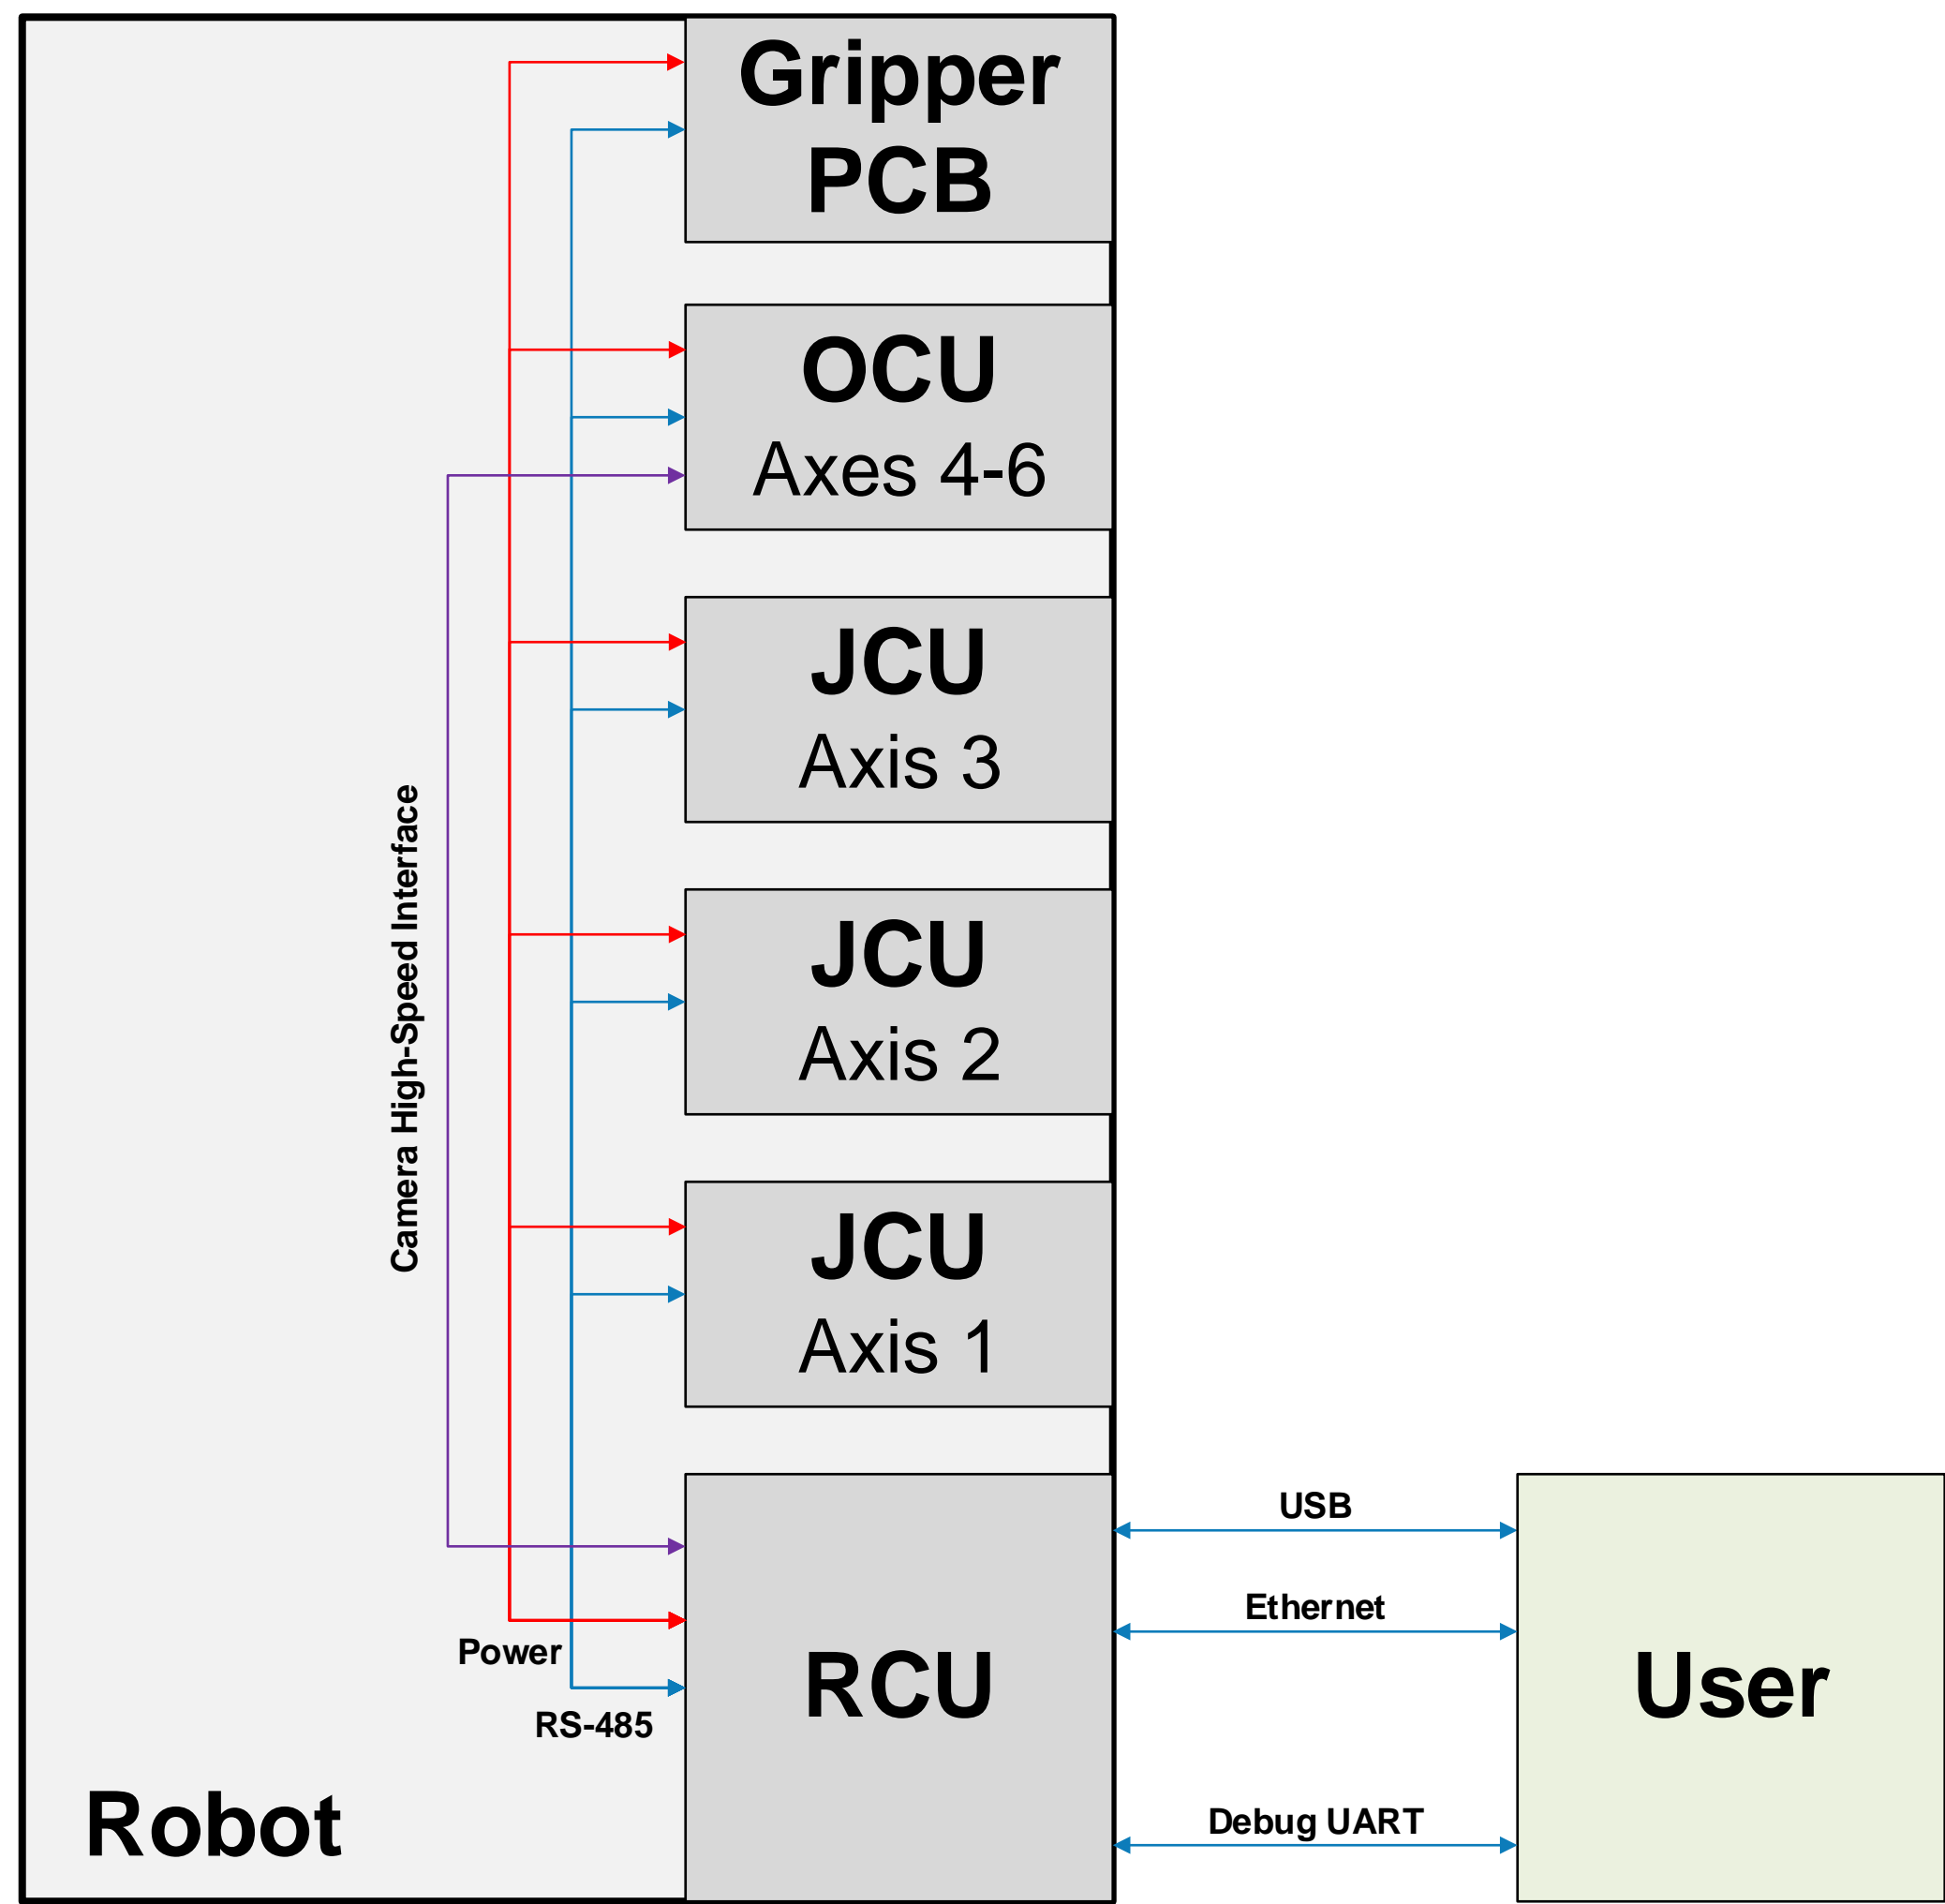 Gripper
PCB
OCU
Axes 4-6
JCU
Axis 3
JCU
Axis 2
JCU
Axis 1
Camera High-Speed Interface
Power
RS-485
RCU
Robot
USB
Ethernet
Debug UART
User